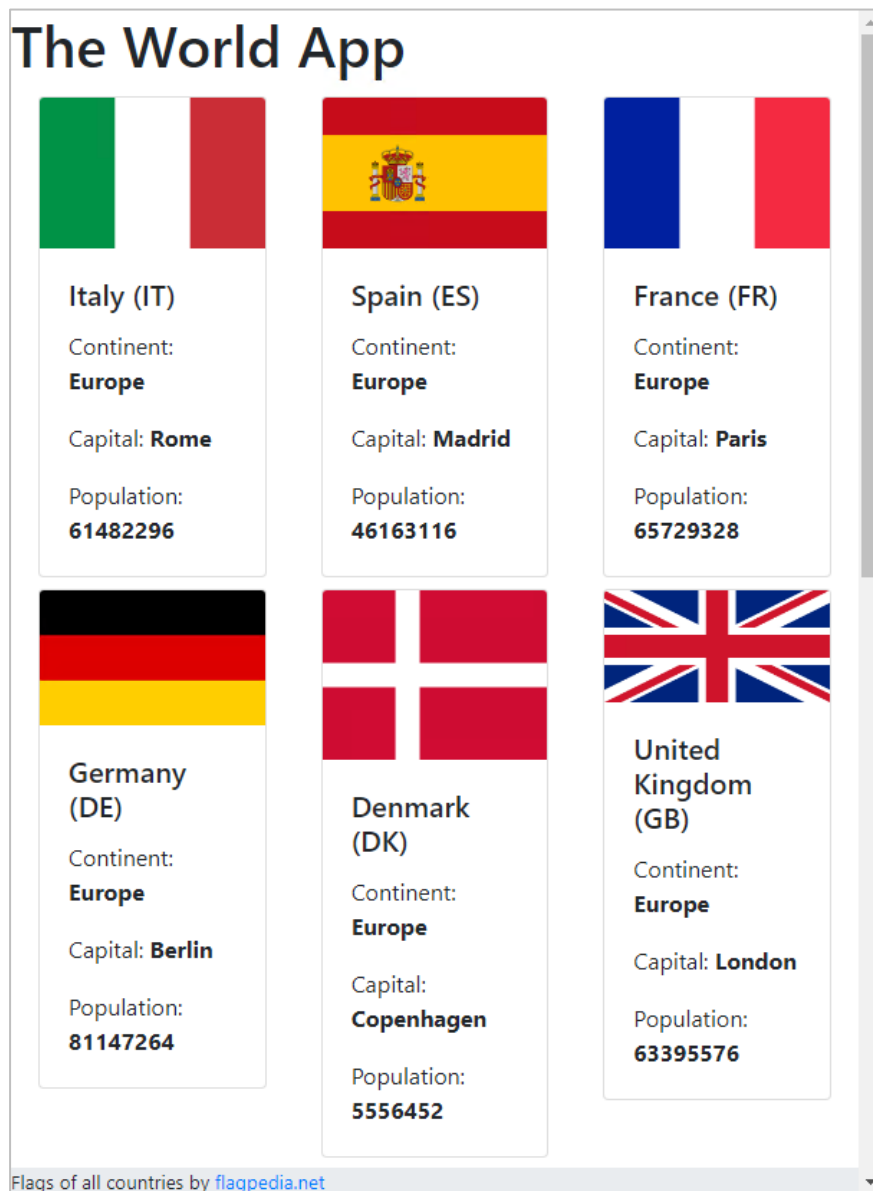 The World App
Italy (IT)
Continent:
Europe
Capital: Rome
Population:
61482296
Spain (ES)
Continent:
Europe
Capital: Madrid
Population:
46163116
France (FR)
Continent:
Europe
Capital: Paris
Population:
65729328
Germany
(DE)
Continent:
Europe
Capital: Berlin
Population:
81147264
Denmark
(DK)
Continent:
Europe
Capital:
Copenhagen
Population:
5556452
United
Kingdom
(GB)
Continent:
Europe
Capital: London
Population:
63395576
Flags of all countries by flagpedia.net